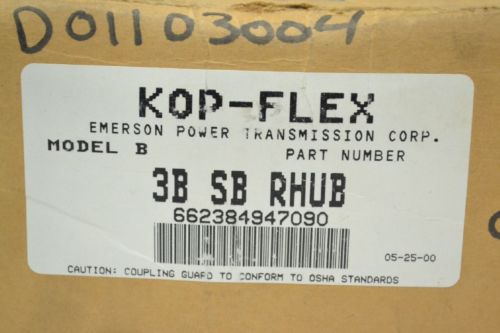 D01103004
KOP-FLEX
EMERSON POWER TRANSMISSION CORP.
MODEL B PART NUMBER
3B SB RHUB
662384947090
05-25-00
CAUTION: COUPLING GUARD TO CONFORM TO OSHA STANDARDS